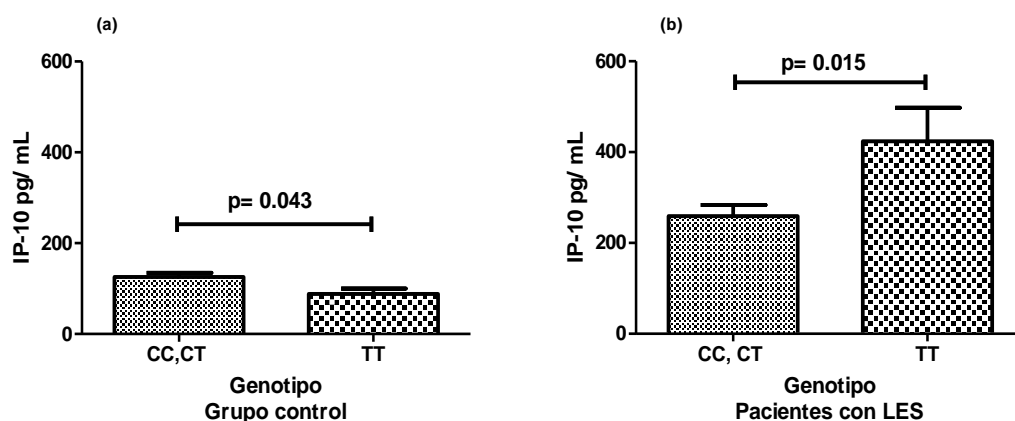 (a)
600
400
200
0
IP-10 pg/ mL
p= 0.043
CC,CT
TT
Genotipo
Grupo control
(b)
600
400
200
0
IP-10 pg/ mL
p= 0.015
CC, CT
TT
Genotipo
Pacientes con LES